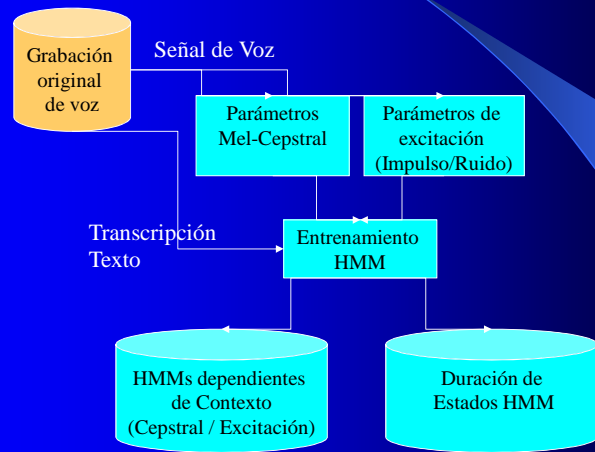 Grabación
original
de voz
Señal de Voz
Parámetros
Mel-Cepstral
Parámetros de
excitación
(Impulso/Ruido)
Transcripción
Texto
Entrenamiento
HMM
HMMs dependientes
de Contexto
(Cepstral / Excitación)
Duración de
Estados HMM